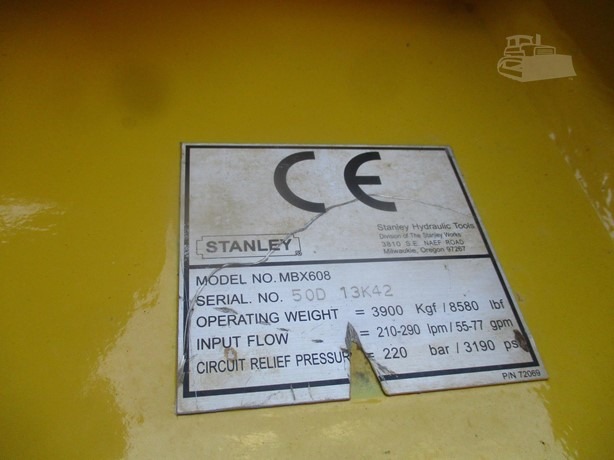 CE
STANLEY
Stanley Hydraulic Tools
Division of The Stanley Works
3810 S.E. NAEF ROAD
Milwaukie, Oregon 97267
MODEL NO. MBX608
SERIAL. NO. 50D 13K42
OPERATING WEIGHT = 3900 Kgf / 8580 lbf
INPUT FLOW = 210-290 lpm / 55-77 gpm
CIRCUIT RELIEF PRESSUR = 220 bar / 3190 ps
P/N 72069